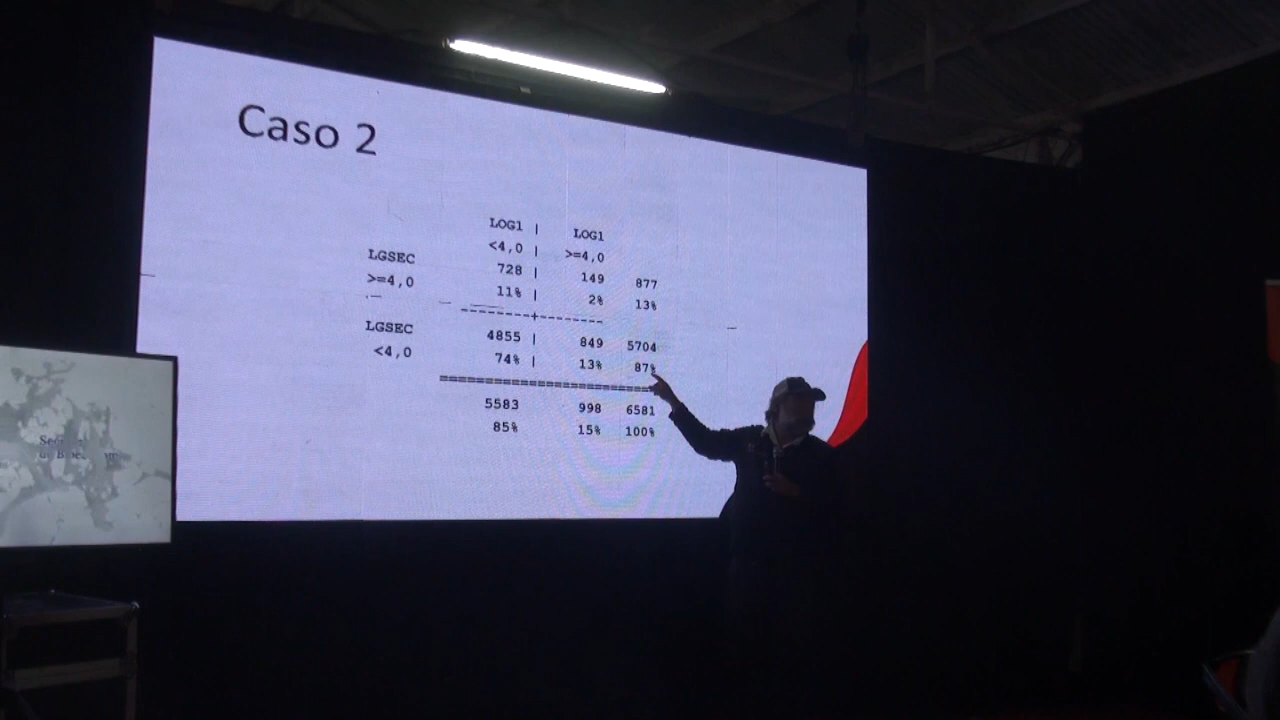 Caso 2
LOG1 | LOG1
<4,0 | >=4,0
LGSEC 728 | 149 877
>=4,0 11% | 2% 13%
--------+--------
LGSEC 4855 | 849 5704
<4,0 74% | 13% 87%
==============================
5583 998 6581
85% 15% 100%